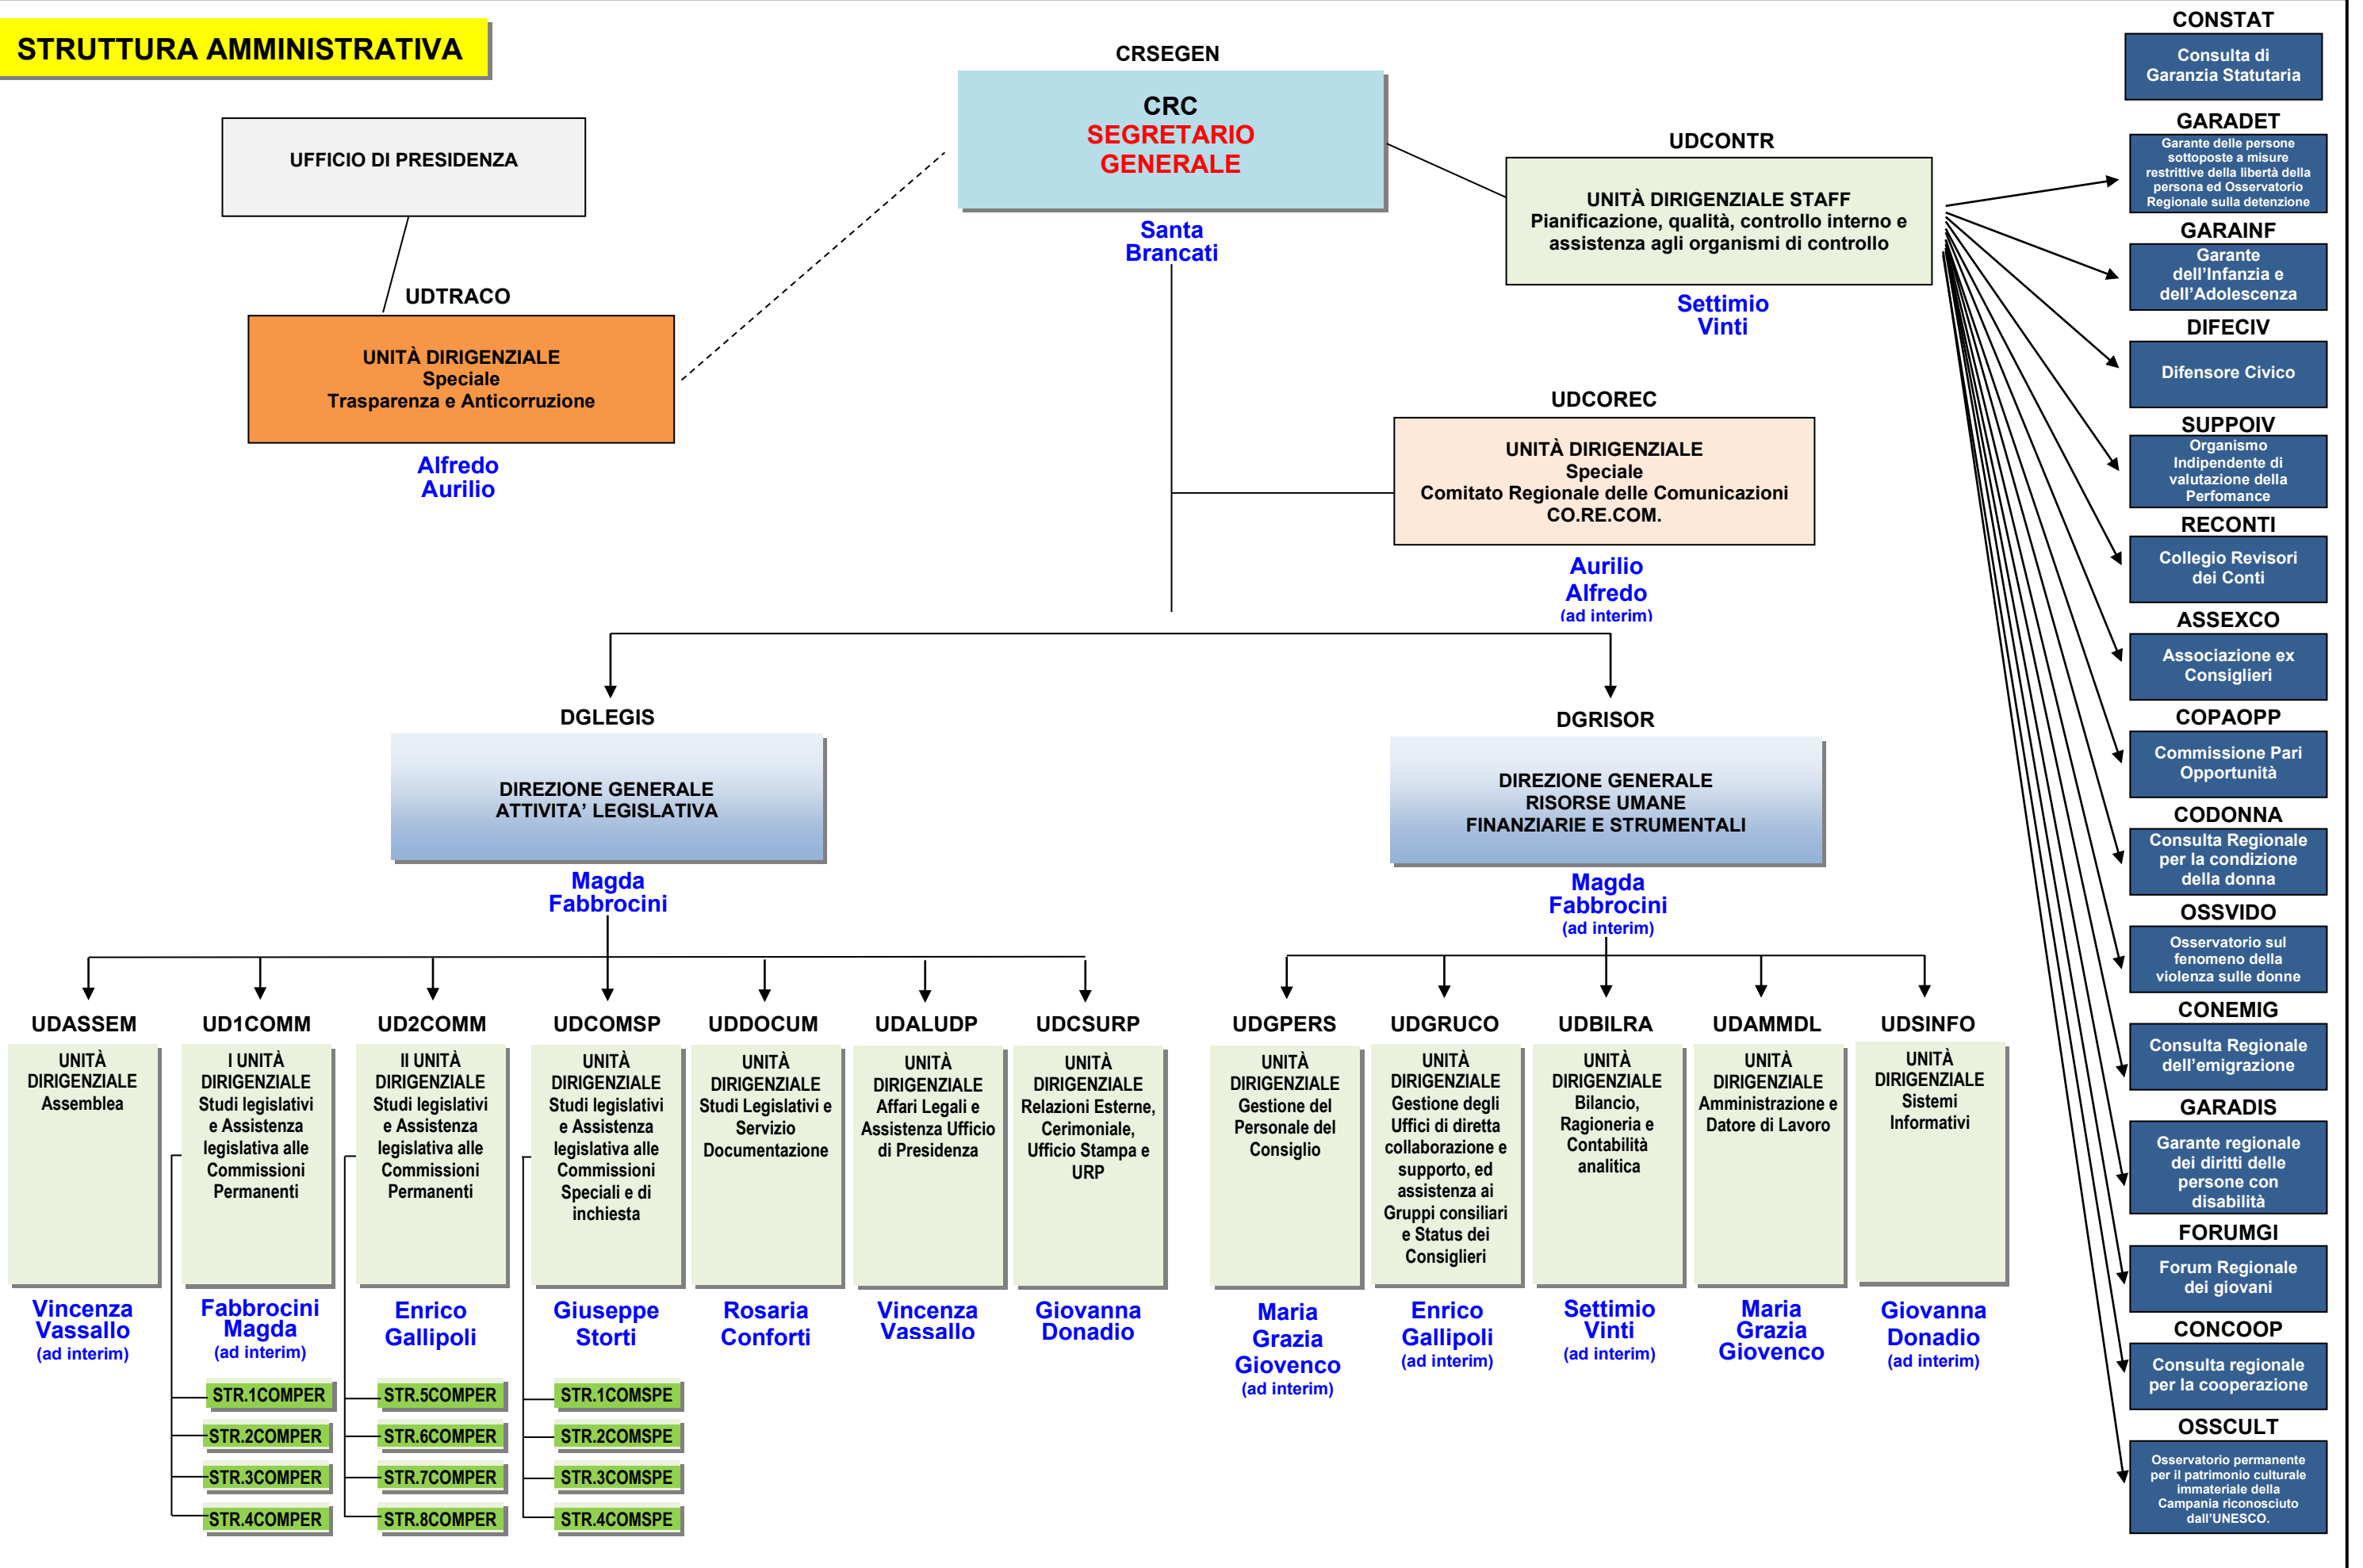 STRUTTURA AMMINISTRATIVA
UFFICIO DI PRESIDENZA
CRSEGEN
CRC
SEGRETARIO
GENERALE
Santa
Brancati
UDCONTR
UNITÀ DIRIGENZIALE STAFF
Pianificazione, qualità, controllo interno e
assistenza agli organismi di controllo
Settimio
Vinti
UDTRACO
UNITÀ DIRIGENZIALE
Speciale
Trasparenza e Anticorruzione
Alfredo
Aurilio
UDCOREC
UNITÀ DIRIGENZIALE
Speciale
Comitato Regionale delle Comunicazioni
CO.RE.COM.
Aurilio
Alfredo
(ad interim)
DGLEGIS
DIREZIONE GENERALE
ATTIVITA’ LEGISLATIVA
Magda
Fabbrocini
DGRISOR
DIREZIONE GENERALE
RISORSE UMANE
FINANZIARIE E STRUMENTALI
Magda
Fabbrocini
(ad interim)
UDASSEM
UNITÀ
DIRIGENZIALE
Assemblea
Vincenza
Vassallo
(ad interim)
UD1COMM
I UNITÀ
DIRIGENZIALE
Studi legislativi
e Assistenza
legislativa alle
Commissioni
Permanenti
Fabbrocini
Magda
(ad interim)
STR.1COMPER
STR.2COMPER
STR.3COMPER
STR.4COMPER
UD2COMM
II UNITÀ
DIRIGENZIALE
Studi legislativi
e Assistenza
legislativa alle
Commissioni
Permanenti
Enrico
Gallipoli
STR.5COMPER
STR.6COMPER
STR.7COMPER
STR.8COMPER
UDCOMSP
UNITÀ
DIRIGENZIALE
Studi legislativi
e Assistenza
legislativa alle
Commissioni
Speciali e di
inchiesta
Giuseppe
Storti
STR.1COMSPE
STR.2COMSPE
STR.3COMSPE
STR.4COMSPE
UDDOCUM
UNITÀ
DIRIGENZIALE
Studi Legislativi e
Servizio
Documentazione
Rosaria
Conforti
UDALUDP
UNITÀ
DIRIGENZIALE
Affari Legali e
Assistenza Ufficio
di Presidenza
Vincenza
Vassallo
UDCSURP
UNITÀ
DIRIGENZIALE
Relazioni Esterne,
Cerimoniale,
Ufficio Stampa e
URP
Giovanna
Donadio
UDGPERS
UNITÀ
DIRIGENZIALE
Gestione del
Personale del
Consiglio
Maria
Grazia
Giovenco
(ad interim)
UDGRUCO
UNITÀ
DIRIGENZIALE
Gestione degli
Uffici di diretta
collaborazione e
supporto, ed
assistenza ai
Gruppi consiliari
e Status dei
Consiglieri
Enrico
Gallipoli
(ad interim)
UDBILRA
UNITÀ
DIRIGENZIALE
Bilancio,
Ragioneria e
Contabilità
analitica
Settimio
Vinti
(ad interim)
UDAMMDL
UNITÀ
DIRIGENZIALE
Amministrazione e
Datore di Lavoro
Maria
Grazia
Giovenco
UDSINFO
UNITÀ
DIRIGENZIALE
Sistemi
Informativi
Giovanna
Donadio
(ad interim)
CONSTAT
Consulta di
Garanzia Statutaria
GARADET
Garante delle persone
sottoposte a misure
restrittive della libertà della
persona ed Osservatorio
Regionale sulla detenzione
GARAINF
Garante
dell’Infanzia e
dell’Adolescenza
DIFECIV
Difensore Civico
SUPPOIV
Organismo
Indipendente di
valutazione della
Perfomance
RECONTI
Collegio Revisori
dei Conti
ASSEXCO
Associazione ex
Consiglieri
COPAOPP
Commissione Pari
Opportunità
CODONNA
Consulta Regionale
per la condizione
della donna
OSSVIDO
Osservatorio sul
fenomeno della
violenza sulle donne
CONEMIG
Consulta Regionale
dell’emigrazione
GARADIS
Garante regionale
dei diritti delle
persone con
disabilità
FORUMGI
Forum Regionale
dei giovani
CONCOOP
Consulta regionale
per la cooperazione
OSSCULT
Osservatorio permanente
per il patrimonio culturale
immateriale della
Campania riconosciuto
dall’UNESCO.